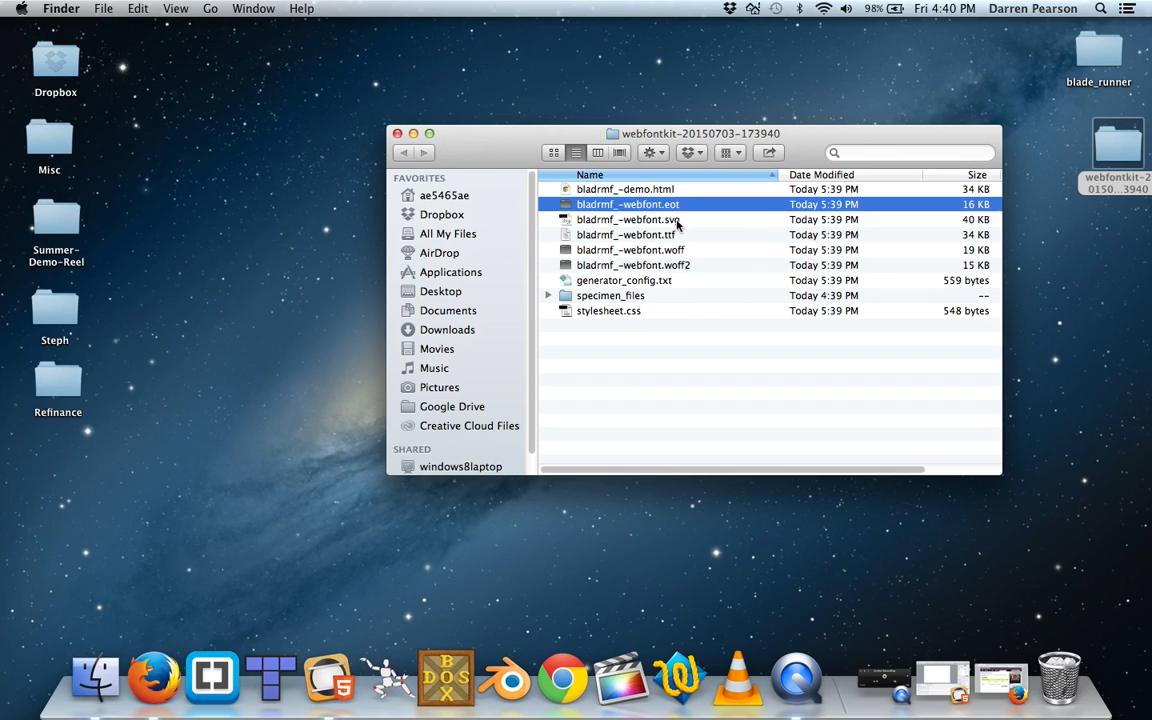 Finder File Edit View Go Window Help 98% Fri 4:40 PM Darren Pearson
Dropbox
Misc
Summer-
Demo-Reel
Steph
Refinance
blade_runner
webfontkit-2
0150...3940
webfontkit-20150703-173940
FAVORITES
ae5465ae
Dropbox
All My Files
AirDrop
Applications
Desktop
Documents
Downloads
Movies
Music
Pictures
Google Drive
Creative Cloud Files
SHARED
windows8laptop
Name Date Modified Size
bladrmf_-demo.html Today 5:39 PM 34 KB
bladrmf_-webfont.eot Today 5:39 PM 16 KB
bladrmf_-webfont.svg Today 5:39 PM 40 KB
bladrmf_-webfont.ttf Today 5:39 PM 34 KB
bladrmf_-webfont.woff Today 5:39 PM 19 KB
bladrmf_-webfont.woff2 Today 5:39 PM 15 KB
generator_config.txt Today 5:39 PM 559 bytes
specimen_files Today 4:39 PM --
stylesheet.css Today 5:39 PM 548 bytes
5
B
DOS
X